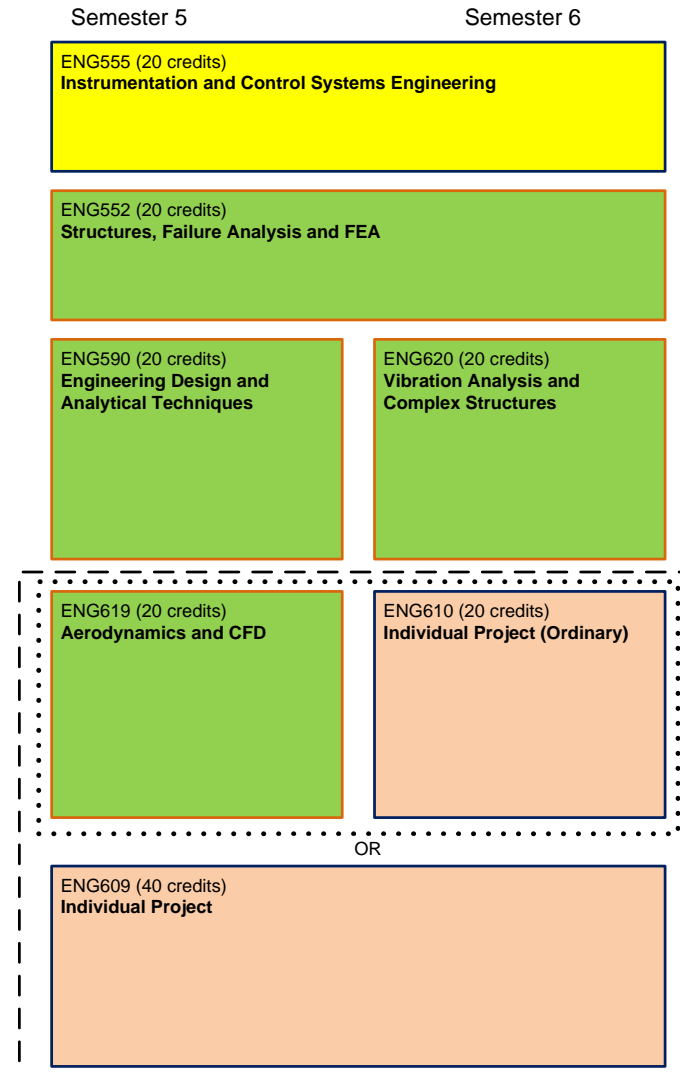 Semester 5
Semester 6
ENG555 (20 credits)
Instrumentation and Control Systems Engineering
ENG552 (20 credits)
Structures, Failure Analysis and FEA
ENG590 (20 credits)
Engineering Design and
Analytical Techniques
ENG620 (20 credits)
Vibration Analysis and
Complex Structures
ENG619 (20 credits)
Aerodynamics and CFD
ENG610 (20 credits)
Individual Project (Ordinary)
OR
ENG609 (40 credits)
Individual Project